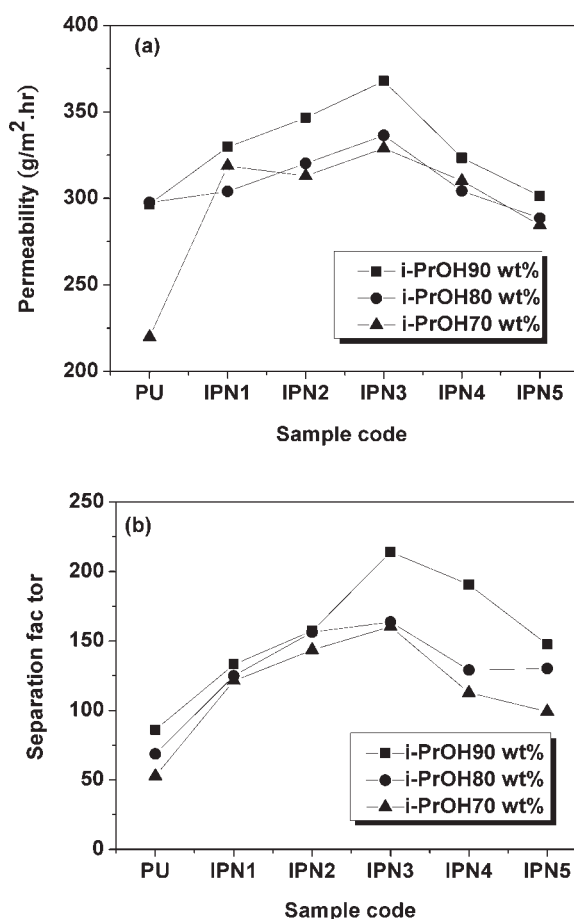 (a)
Permeability (g/m².hr)
400
350
300
250
200
i-PrOH90 wt%
i-PrOH80 wt%
i-PrOH70 wt%
PU IPN1 IPN2 IPN3 IPN4 IPN5
Sample code
(b)
Separation fac tor
250
200
150
100
50
0
i-PrOH90 wt%
i-PrOH80 wt%
i-PrOH70 wt%
PU IPN1 IPN2 IPN3 IPN4 IPN5
Sample code